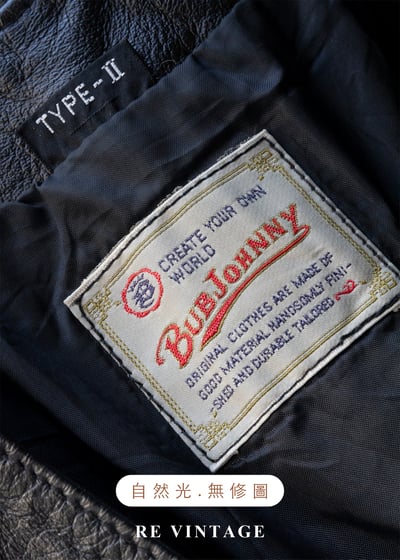 TYPE-II
CREATE YOUR OWN
WORLD
B
BUBJOHNNY
ORIGINAL CLOTHES ARE MADE OF
GOOD MATERIAL HANDSOMLY FINI-
SHED AND DURABLE TAILORED
自然光.無修圖
RE VINTAGE